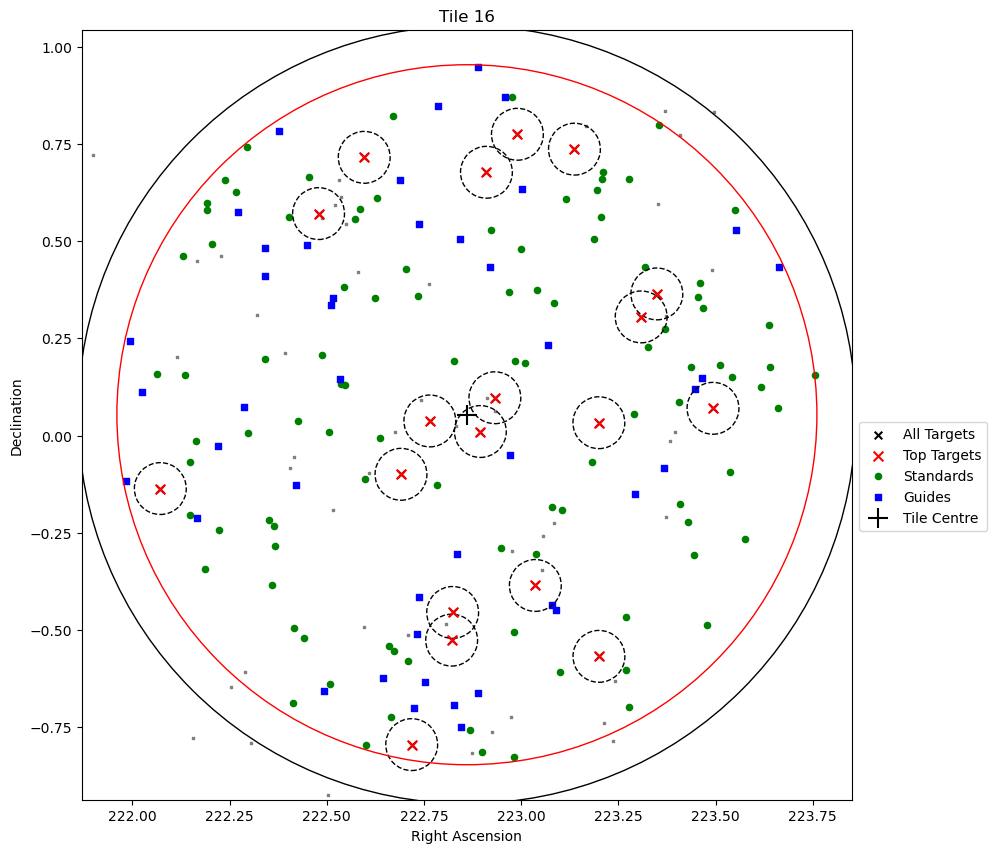 Tile 16
1.00
0.75
0.50
0.25
0.00
−0.25
−0.50
−0.75
Declination
222.00 222.25 222.50 222.75 223.00 223.25 223.50 223.75
Right Ascension
All Targets
Top Targets
Standards
Guides
Tile Centre